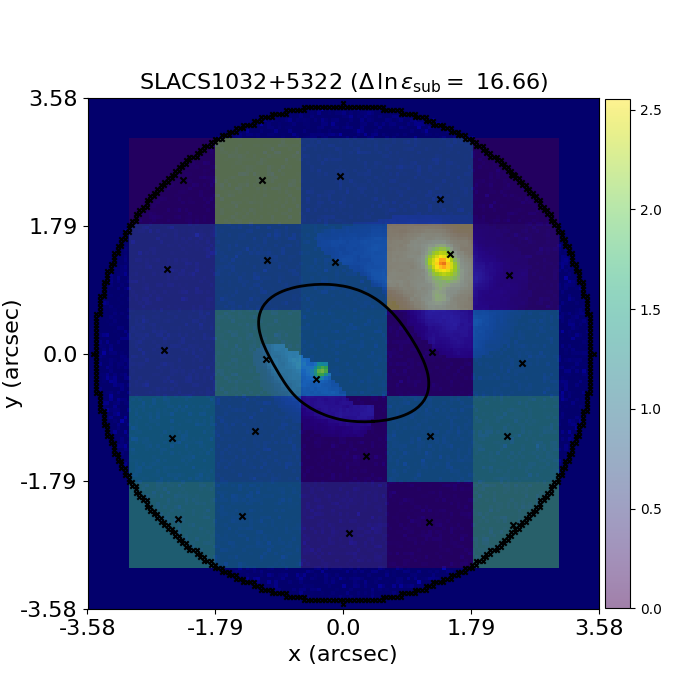 SLACS1032+5322 (Δ ln ε_sub = 16.66)
3.58
1.79
0.0
-1.79
-3.58
y (arcsec)
-3.58 -1.79 0.0 1.79 3.58
x (arcsec)
2.5
2.0
1.5
1.0
0.5
0.0